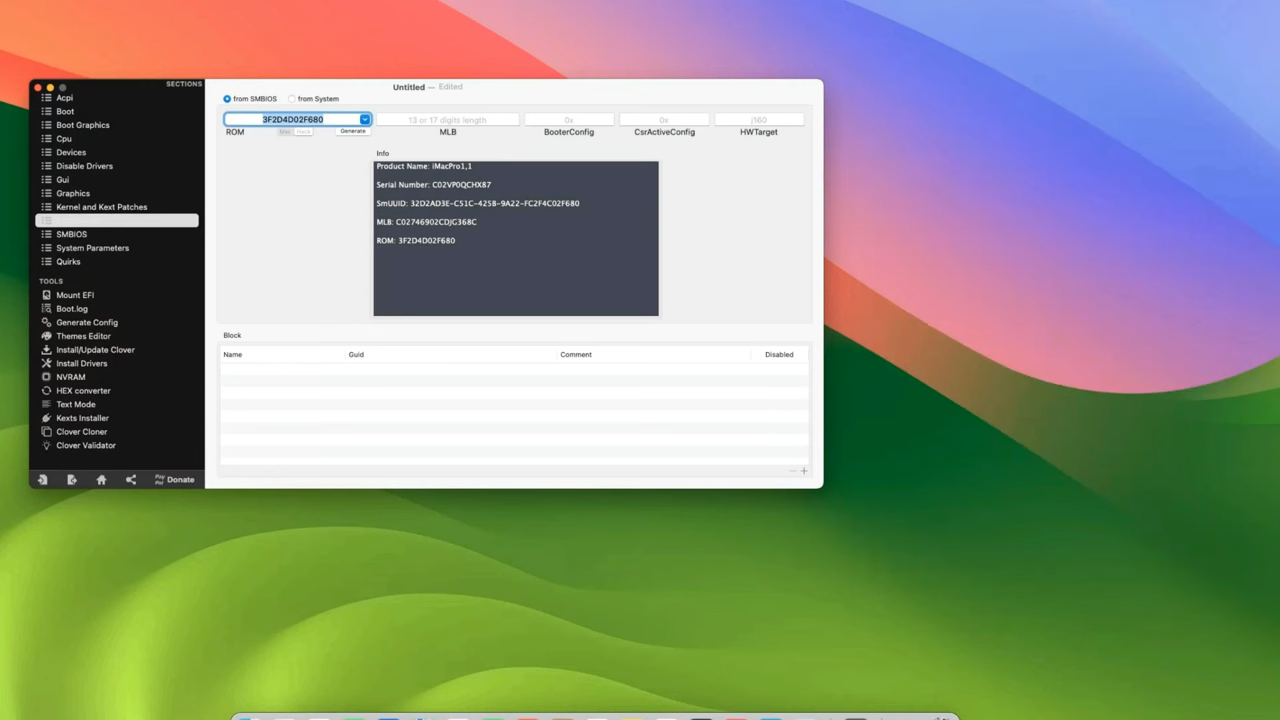 SECTIONS
Acpi
Boot
Boot Graphics
Cpu
Devices
Disable Drivers
Gui
Graphics
Kernel and Kext Patches
SMBIOS
System Parameters
Quirks
TOOLS
Mount EFI
Boot.log
Generate Config
Themes Editor
Install/Update Clover
Install Drivers
NVRAM
HEX converter
Text Mode
Kexts Installer
Clover Cloner
Clover Validator
Donate
Untitled — Edited
from SMBIOS from System
3F2D4D02F680 13 or 17 digits length 0x 0x j160
ROM Generate MLB BooterConfig CsrActiveConfig HWTarget
Info
Product Name: iMacPro1,1
Serial Number: C02VP0QCHX87
SmUUID: 32D2AD3E-C51C-4258-9A22-FC2F4C02F680
MLB: C02746902CDJG368C
ROM: 3F2D4D02F680
Block
Name Guid Comment Disabled